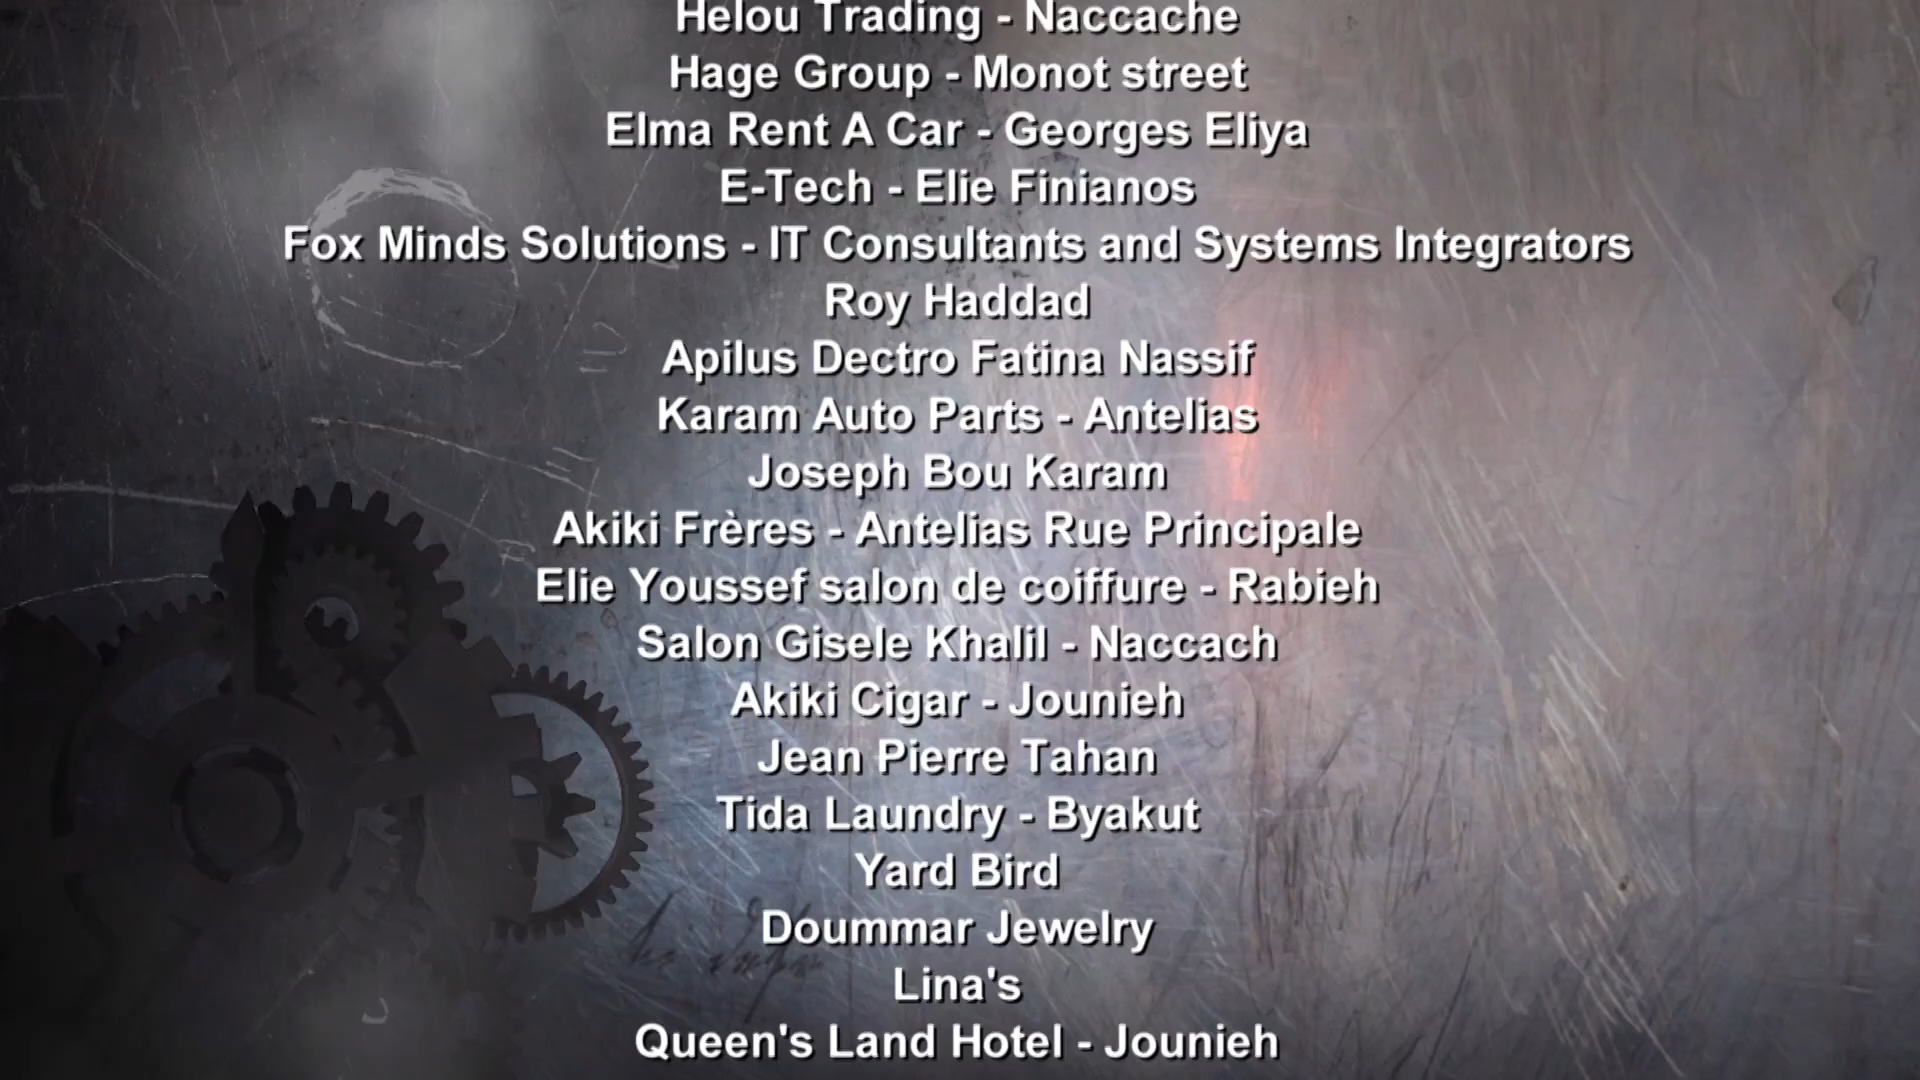 Helou Trading - Naccache
Hage Group - Monot street
Elma Rent A Car - Georges Eliya
E-Tech - Elie Finianos
Fox Minds Solutions - IT Consultants and Systems Integrators
Roy Haddad
Apilus Dectro Fatina Nassif
Karam Auto Parts - Antelias
Joseph Bou Karam
Akiki Frères - Antelias Rue Principale
Elie Youssef salon de coiffure - Rabieh
Salon Gisele Khalil - Naccach
Akiki Cigar - Jounieh
Jean Pierre Tahan
Tida Laundry - Byakut
Yard Bird
Doummar Jewelry
Lina's
Queen's Land Hotel - Jounieh